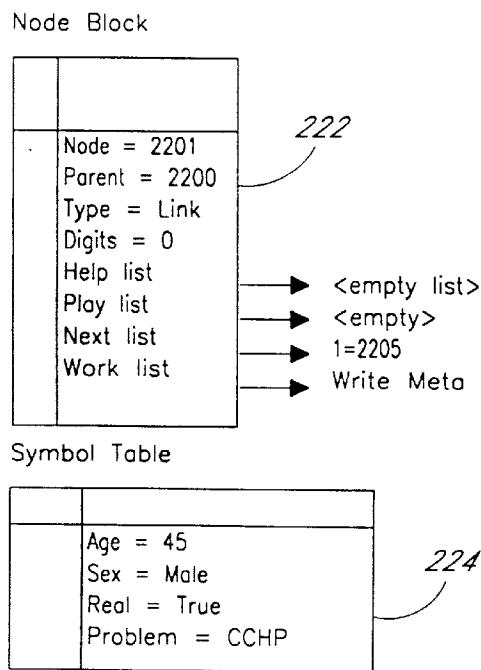 Node Block
222
Node = 2201
Parent = 2200
Type = Link
Digits = 0
Help list
<empty list>
Play list
<empty>
Next list
1=2205
Work list
Write Meta
Symbol Table
Age = 45
Sex = Male
224
Real = True
Problem = CCHP